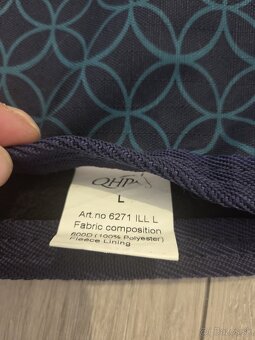 QHP
L
Art.no 6271 ILL L
Fabric composition
600D (100% Polyester)
Fleece Lining